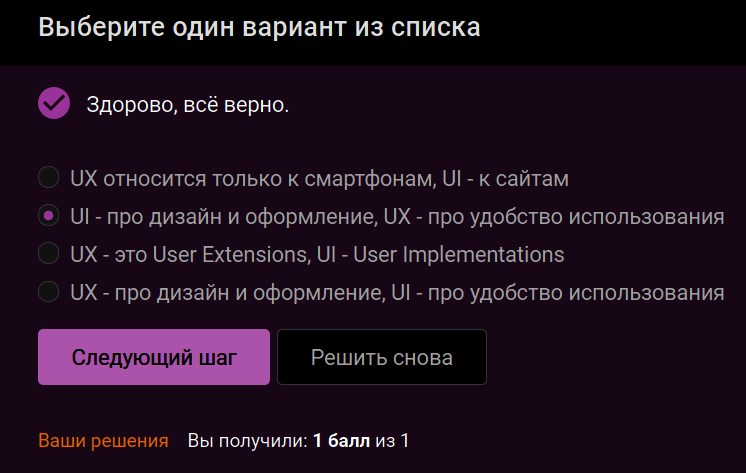 Выберите один вариант из списка
Здорово, всё верно.
UX относится только к смартфонам, UI - к сайтам
UI - про дизайн и оформление, UX - про удобство использования
UX - это User Extensions, UI - User Implementations
UX - про дизайн и оформление, UI - про удобство использования
Следующий шаг Решить снова
Ваши решения Вы получили: 1 балл из 1